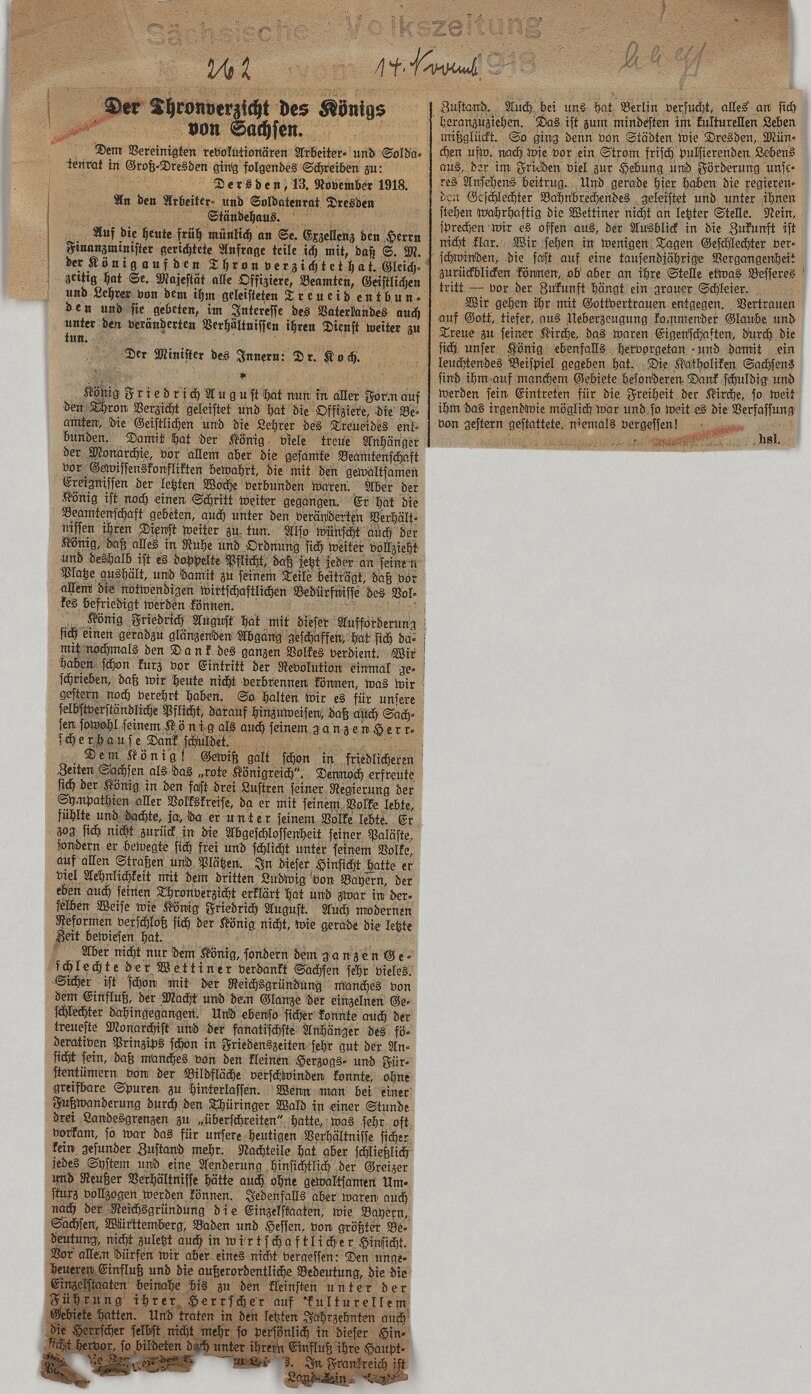 Sächsische Volkszeitung
262 14. Novemb. 1918
Der Thronverzicht des Königs
von Sachsen.
Dem Vereinigten revolutionären Arbeiter- und Solda-
tenrat in Groß-Dresden ging folgendes Schreiben zu:
Dersden, 13. November 1918.
An den Arbeiter- und Soldatenrat Dresden
Ständehaus.
Auf die heute früh münlich an Se. Exzellenz den Herrn
Finanzminister gerichtete Anfrage teile ich mit, daß S. M.
der König auf den Thron verzichtet hat. Gleich-
zeitig hat Se. Majestät alle Offiziere, Beamten, Geistlichen
und Lehrer von dem ihm geleisteten Treueid entbun-
den und sie gebeten, im Interesse des Vaterlandes auch
unter den veränderten Verhältnissen ihren Dienst weiter zu
tun.
Der Minister des Innern: Dr. Koch.
*
König Friedrich August hat nun in aller Form auf
den Thron Verzicht geleistet und hat die Offiziere, die Be-
amten, die Geistlichen und die Lehrer des Treueides ent-
bunden. Damit hat der König viele treue Anhänger
der Monarchie, vor allem aber die gesamte Beamtenschaft
vor Gewissenskonflikten bewahrt, die mit den gewaltsamen
Ereignissen der letzten Woche verbunden waren. Aber der
König ist noch einen Schritt weiter gegangen. Er hat die
Beamtenschaft gebeten, auch unter den veränderten Verhält-
nissen ihren Dienst weiter zu tun. Also wünscht auch der
König, daß alles in Ruhe und Ordnung sich weiter vollzieht
und deshalb ist es doppelte Pflicht, daß jetzt jeder an seinem
Platze aushält, und damit zu seinem Teile beiträgt, daß vor
allem die notwendigen wirtschaftlichen Bedürfnisse des Vol-
kes befriedigt werden können.
König Friedrich August hat mit dieser Aufforderung
sich einen geradzu glänzenden Abgang geschaffen, hat sich da-
mit nochmals den Dank des ganzen Volkes verdient. Wir
haben schon kurz vor Eintritt der Revolution einmal ge-
schrieben, daß wir heute nicht verbrennen können, was wir
gestern noch verehrt haben. So halten wir es für unsere
selbstverständliche Pflicht, darauf hinzuweisen, daß auch Sach-
sen sowohl seinem König als auch seinem ganzen Herr-
scherhause Dank schuldet.
Dem König! Gewiß galt schon in friedlicheren
Zeiten Sachsen als das „rote Königreich“. Dennoch erfreute
sich der König in den fast drei Lustren seiner Regierung der
Sympathien aller Volkskreise, da er mit seinem Volke lebte,
fühlte und dachte, ja, da er unter seinem Volke lebte. Er
zog sich nicht zurück in die Abgeschlossenheit seiner Paläste,
sondern er bewegte sich frei und schlicht unter seinem Volke,
auf allen Straßen und Plätzen. In dieser Hinsicht hatte er
viel Aehnlichkeit mit dem dritten Ludwig von Bayern, der
eben auch seinen Thronverzicht erklärt hat und zwar in der-
selben Weise wie König Friedrich August. Auch modernen
Reformen verschloß sich der König nicht, wie gerade die letzte
Zeit bewiesen hat.
Aber nicht nur dem König, sondern dem ganzen Ge-
schlechte der Wettiner verdankt Sachsen sehr vieles.
Sicher ist schon mit der Reichsgründung manches von
dem Einfluß, der Macht und dem Glanze der einzelnen Ge-
schlechter dahingegangen. Und ebenso sicher konnte auch der
treueste Monarchist und der fanatischste Anhänger des fö-
derativen Prinzips schon in Friedenszeiten sehr gut der An-
sicht sein, daß manches von den kleinen Herzogs- und Für-
stentümern von der Bildfläche verschwinden konnte, ohne
greifbare Spuren zu hinterlassen. Wenn man bei einer
Fußwanderung durch den Thüringer Wald in einer Stunde
drei Landesgrenzen zu „überschreiten“ hatte, was sehr oft
vorkam, so war das für unsere heutigen Verhältnisse sicher
kein gesunder Zustand mehr. Nachteile hat aber schließlich
jedes System und eine Aenderung hinsichtlich der Greizer
und Reußer Verhältnisse hätte auch ohne gewaltsamen Um-
sturz vollzogen werden können. Jedenfalls aber waren auch
nach der Reichsgründung die Einzelstaaten, wie Bayern,
Sachsen, Württemberg, Baden und Hessen, von größter Be-
deutung, nicht zuletzt auch in wirtschaftlicher Hinsicht.
Vor allem dürfen wir aber eines nicht vergessen: Den unge-
heueren Einfluß und die außerordentliche Bedeutung, die die
Einzelstaaten beinahe bis zu den kleinsten unter der
Führung ihrer Herrscher auf kulturellem
Gebiete hatten. Und traten in den letzten Jahrzehnten auch
die Herrscher selbst nicht mehr so persönlich in dieser Hin-
sicht hervor, so bildeten doch unter ihrem Einfluß ihre Haupt-
In Frankreich ist
Zustand. Auch bei uns hat Berlin versucht, alles an sich
heranzuziehen. Das ist zum mindesten im kulturellen Leben
mißglückt. So ging denn von Städten wie Dresden, Mün-
chen usw. nach wie vor ein Strom frisch pulsierenden Lebens
aus, der im Frieden viel zur Hebung und Förderung unse-
res Ansehens beitrug. Und gerade hier haben die regieren-
den Geschlechter Bahnbrechendes geleistet und unter ihnen
stehen wahrhaftig die Wettiner nicht an letzter Stelle. Nein,
sprechen wir es offen aus, der Ausblick in die Zukunft ist
nicht klar. Wir sehen in wenigen Tagen Geschlechter ver-
schwinden, die fast auf eine tausendjährige Vergangenheit
zurückblicken können, ob aber an ihre Stelle etwas Besseres
tritt — vor der Zukunft hängt ein grauer Schleier.
Wir gehen ihr mit Gottvertrauen entgegen. Vertrauen
auf Gott, tiefer, aus Ueberzeugung kommender Glaube und
Treue zu seiner Kirche, das waren Eigenschaften, durch die
sich unser König ebenfalls hervorgetan und damit ein
leuchtendes Beispiel gegeben hat. Die Katholiken Sachsens
sind ihm auf manchem Gebiete besonderen Dank schuldig und
werden sein Eintreten für die Freiheit der Kirche, so weit
ihm das irgendwie möglich war und so weit es die Verfassung
von gestern gestattete, niemals vergessen!
hsl.